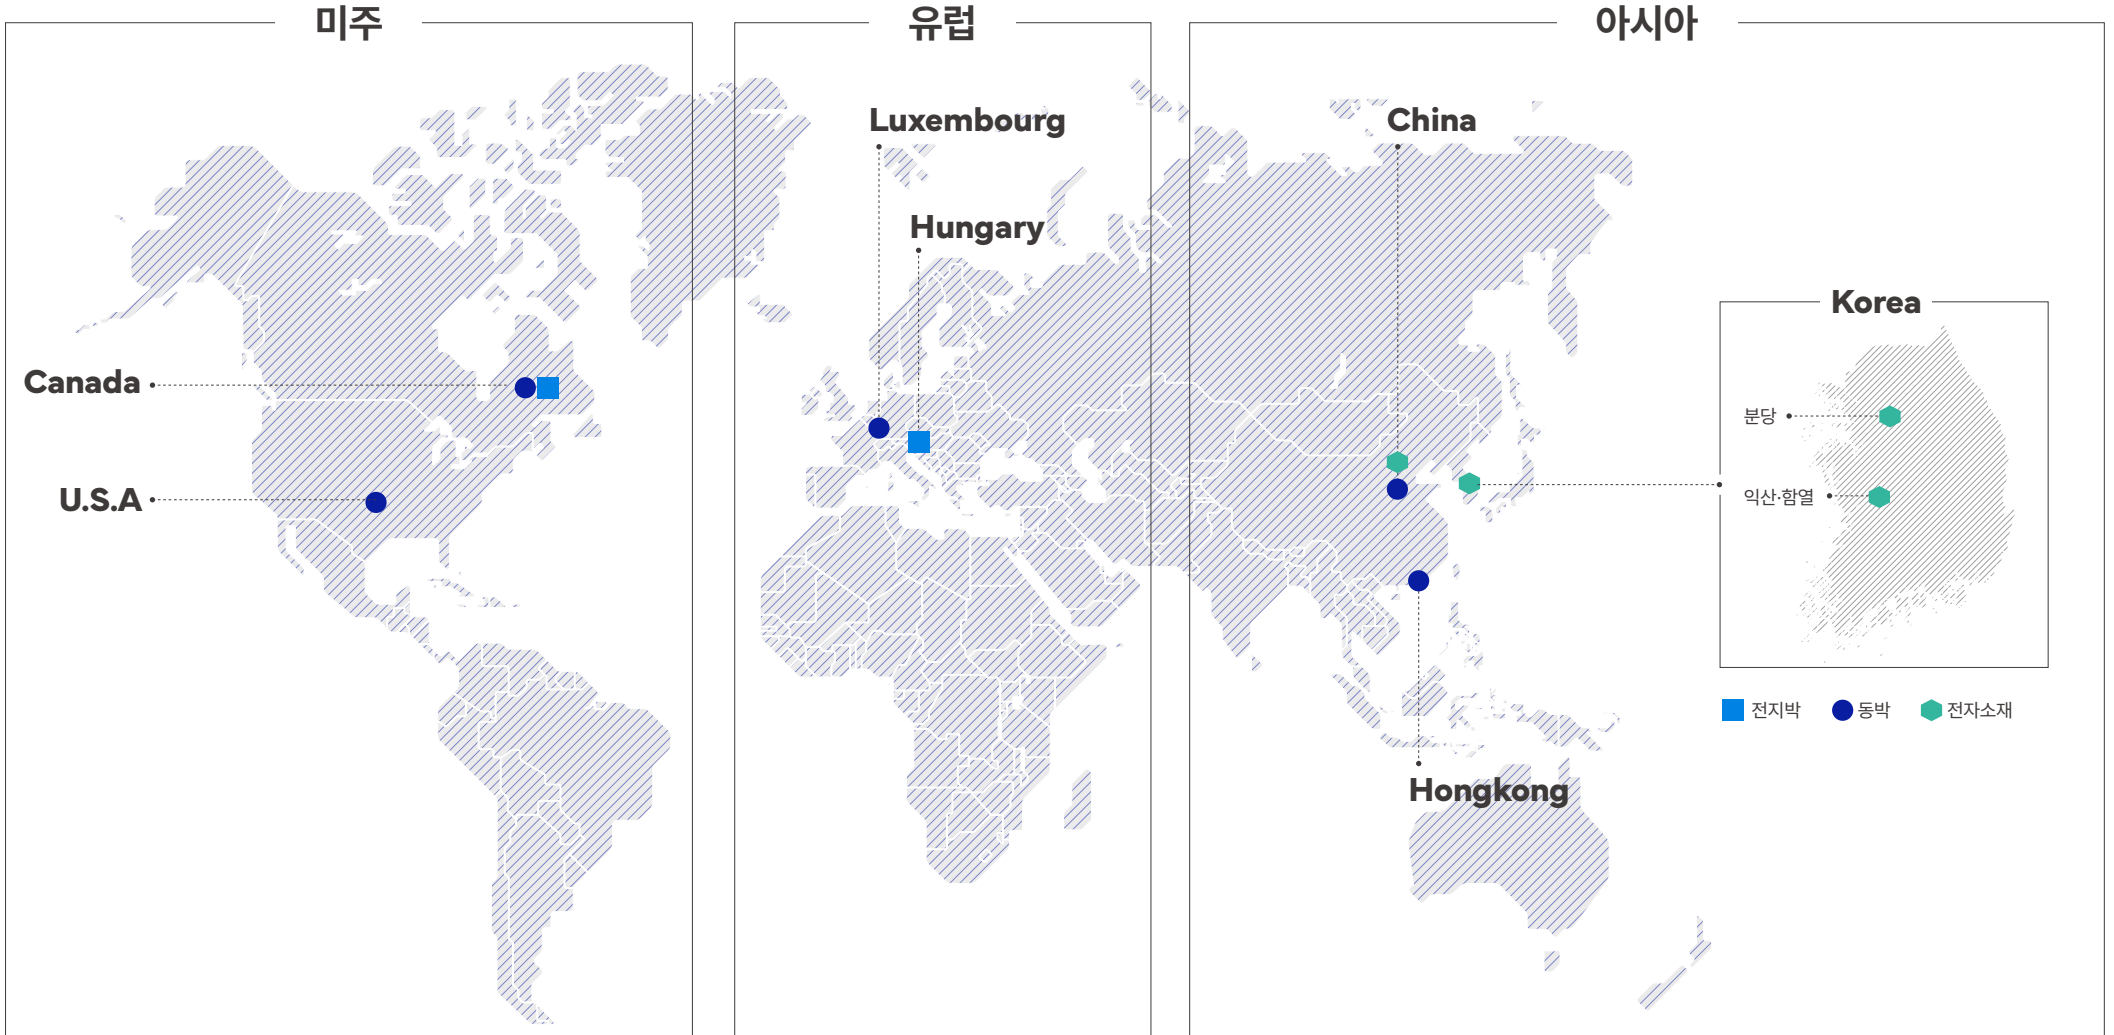 미주
유럽
아시아
Luxembourg
China
Hungary
Korea
Canada
분당
U.S.A
익산·함열
전지박
동박
전자소재
Hongkong